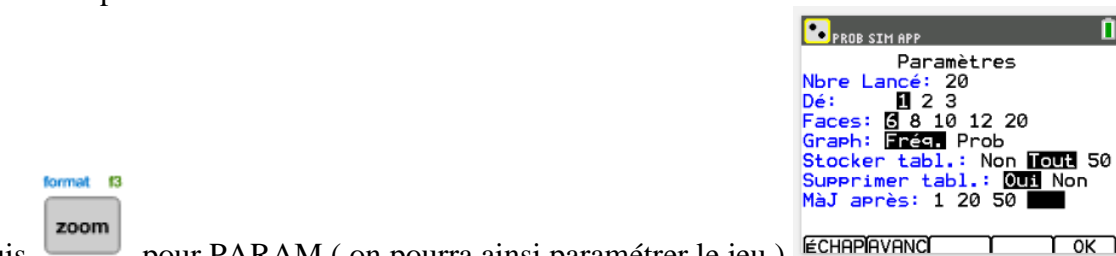 PROB SIM APP
Paramètres
Nbre Lancé: 20
Dé: 1 2 3
Faces: 6 8 10 12 20
Graph: Fréq. Prob
Stocker tabl.: Non Tout 50
Supprimer tabl.: Oui Non
MàJ après: 1 20 50
ÉCHAP AVANC OK
format f3
zoom
pour PARAM ( on pourra ainsi paramétrer le jeu )